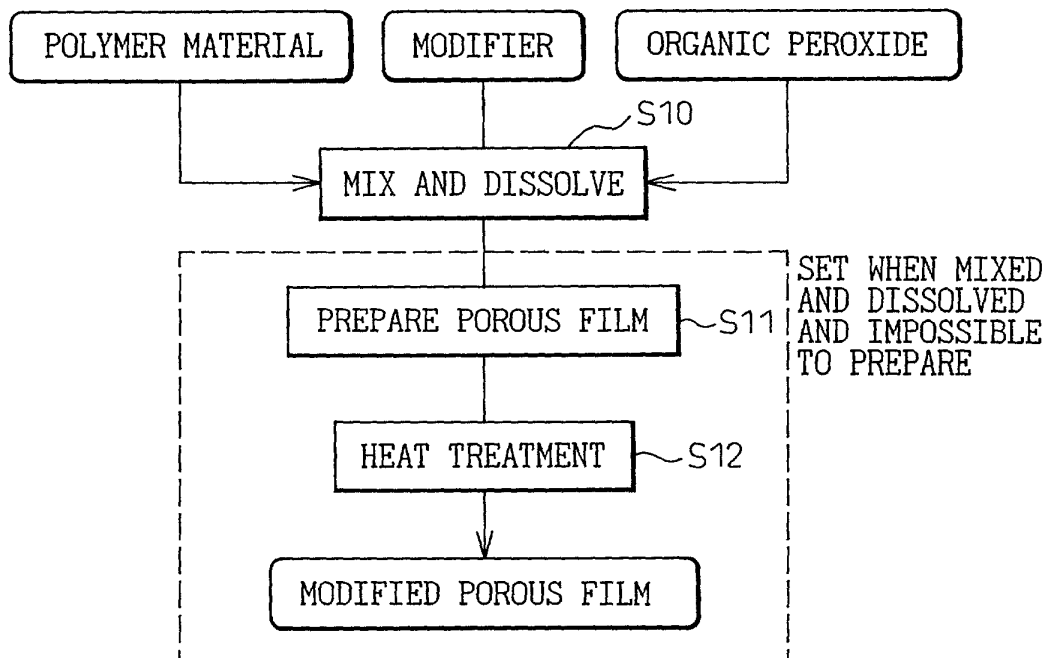 POLYMER MATERIAL
MODIFIER
ORGANIC PEROXIDE
S10
MIX AND DISSOLVE
SET WHEN MIXED
AND DISSOLVED
AND IMPOSSIBLE
TO PREPARE
PREPARE POROUS FILM
S11
HEAT TREATMENT
S12
MODIFIED POROUS FILM